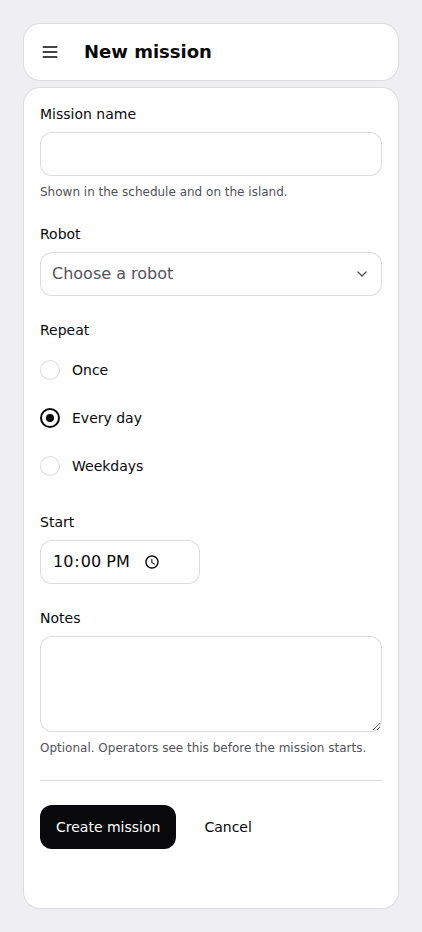 New mission
Mission name
Shown in the schedule and on the island.
Robot
Choose a robot
Repeat
Once
Every day
Weekdays
Start
10:00 PM
Notes
Optional. Operators see this before the mission starts.
Create mission
Cancel